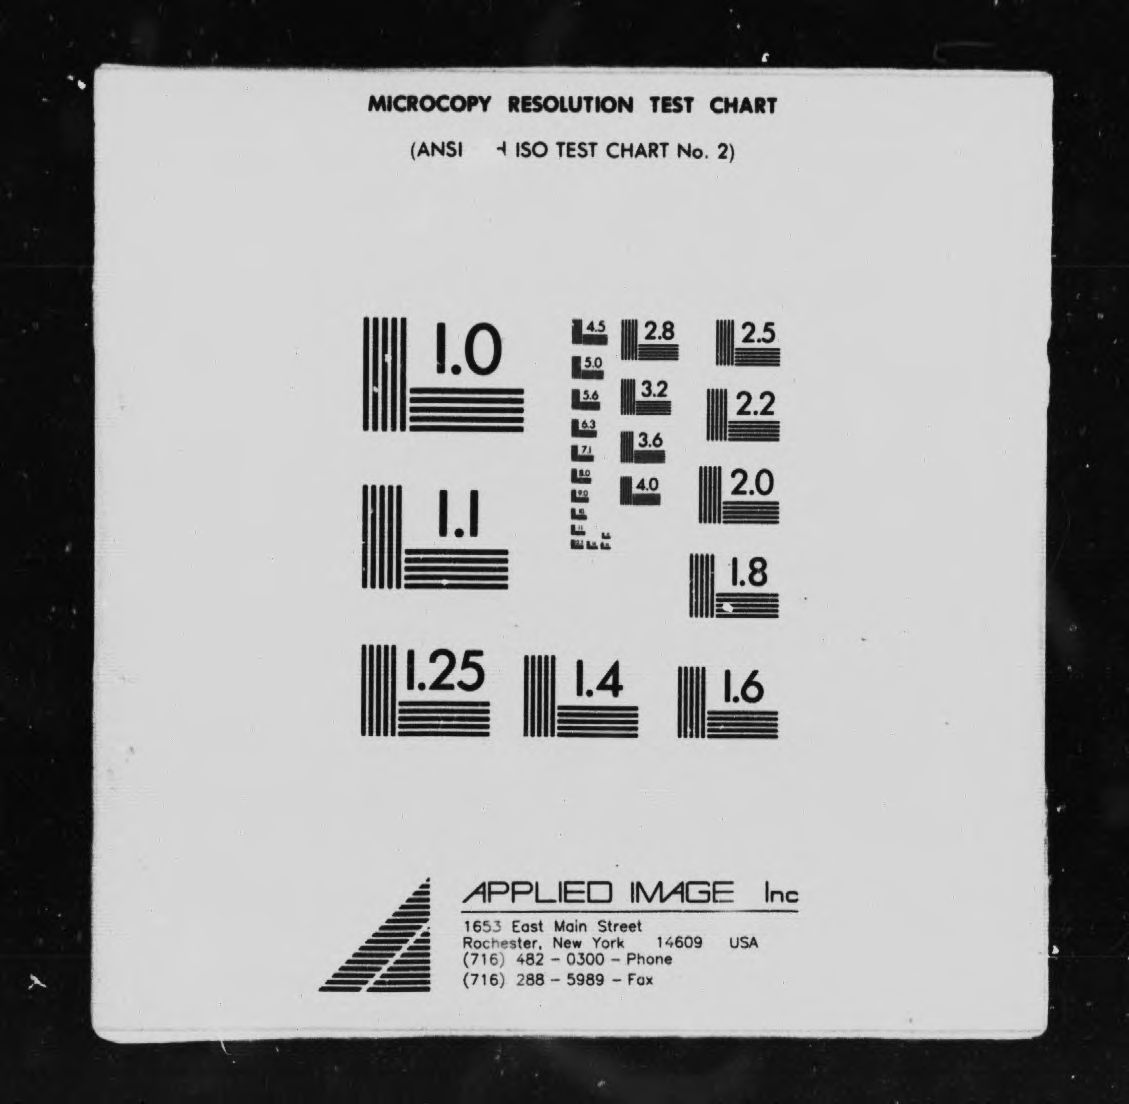 MICROCOPY RESOLUTION TEST CHART
(ANSI ISO TEST CHART No. 2)
1.0
4.5
2.8
2.5
5.0
3.2
2.2
5.6
6.3
3.6
7.1
8.0
4.0
2.0
9.0
1.1
1.8
1.25
1.4
1.6
APPLIED IMAGE Inc
1653 East Main Street
Rochester, New York 14609 USA
(716) 482 - 0300 - Phone
(716) 288 - 5989 - Fax